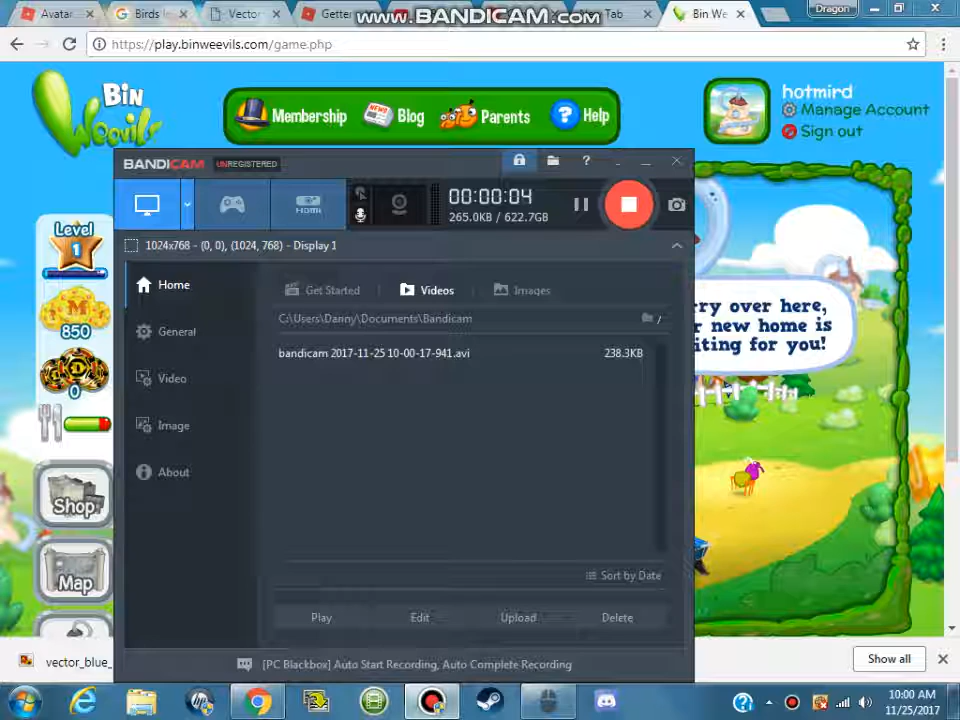 Avata
Birds I
Vector
Getter
www.BANDICAM.com
Tab
Bin We
Dragon
https://play.binweevils.com/game.php
Bin Weevils
Membership
NEWS
Blog
Parents
Help
hotmird
Manage Account
Sign out
BANDICAM
UNREGISTERED
HDMI
00:00:04
265.0KB / 622.7GB
1024x768 - (0, 0), (1024, 768) - Display 1
Level
1
850
0
Shop
Map
Home
General
Video
Image
About
Get Started
Videos
Images
C:\Users\Danny\Documents\Bandicam
bandicam 2017-11-25 10-00-17-941.avi
238.3KB
Sort by Date
Play
Edit
Upload
Delete
[PC Blackbox] Auto Start Recording, Auto Complete Recording
rry over here,
r new home is
iting for you!
vector_blue_
Show all
10:00 AM
11/25/2017